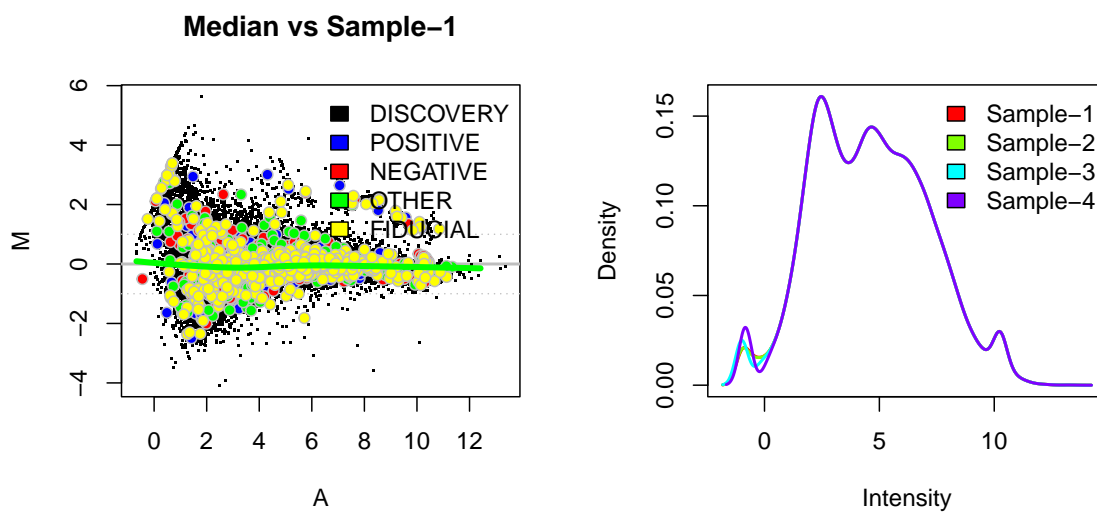 Median vs Sample−1
6
4
2
0
−2
−4
M
0 2 4 6 8 10 12
A
DISCOVERY
POSITIVE
NEGATIVE
OTHER
FIDUCIAL
0.15
0.10
0.05
0.00
Density
0 5 10
Intensity
Sample−1
Sample−2
Sample−3
Sample−4